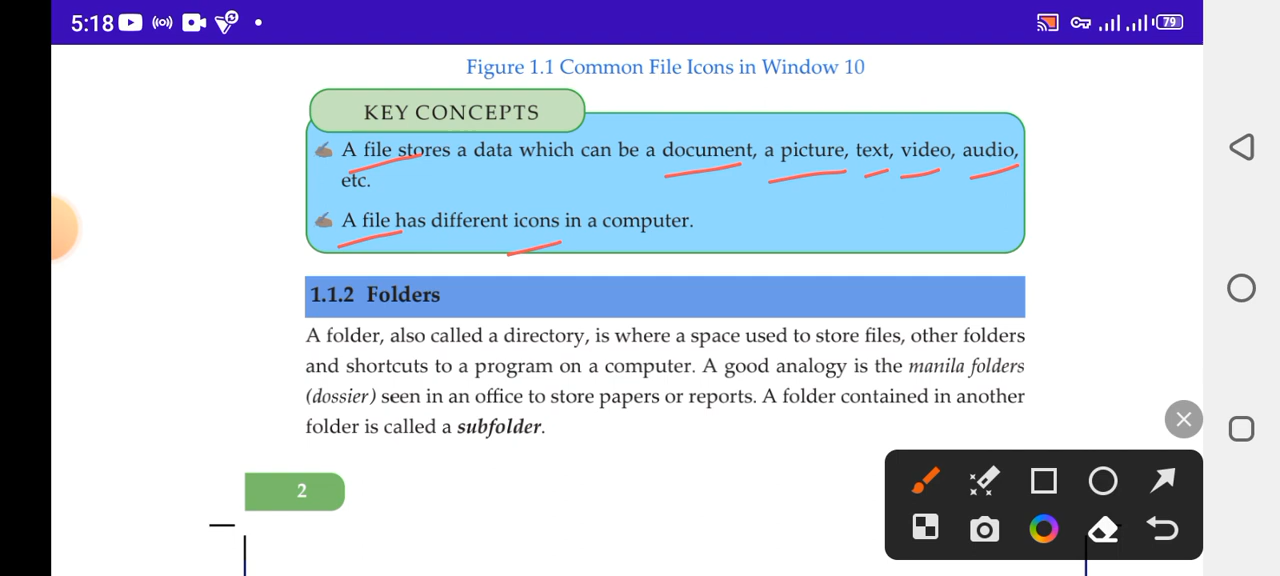 5:18
79
Figure 1.1 Common File Icons in Window 10
KEY CONCEPTS
A file stores a data which can be a document, a picture, text, video, audio,
etc.
A file has different icons in a computer.
1.1.2 Folders
A folder, also called a directory, is where a space used to store files, other folders
and shortcuts to a program on a computer. A good analogy is the manila folders
(dossier) seen in an office to store papers or reports. A folder contained in another
folder is called a subfolder.
2